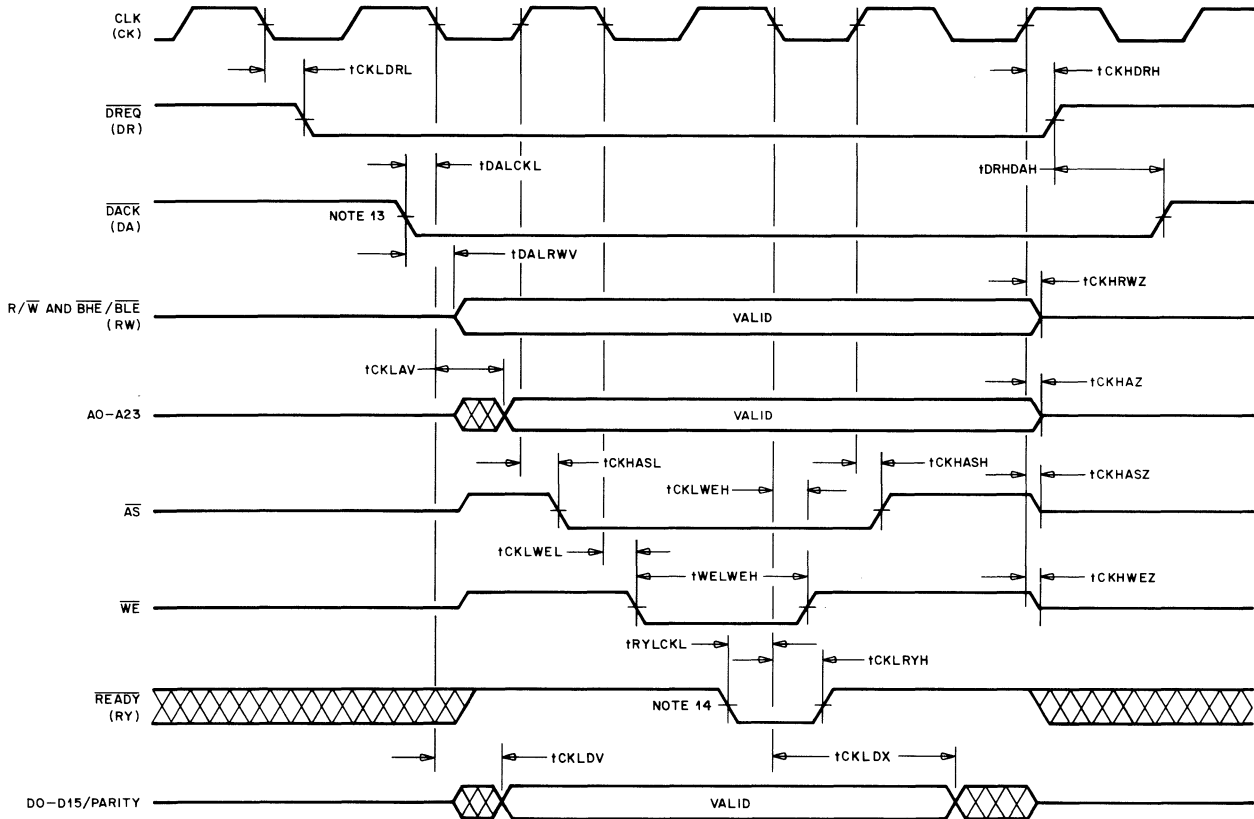 CLK
(CK)
tCKLDRL
tCKHDRH
DREQ
(DR)
tDALCKL
tDRHDAH
DACK
(DA)
NOTE 13
tDALRWV
tCKHRWZ
R/W AND BHE/BLE
(RW)
VALID
tCKLAV
tCKHAZ
A0-A23
VALID
tCKHASL
tCKHASH
tCKHASZ
tCKLWEH
AS
tCKLWEL
tWELWEH
tCKHWEZ
WE
tRYLCKL
tCKLRYH
READY
(RY)
NOTE 14
tCKLDV
tCKLDX
D0-D15/PARITY
VALID